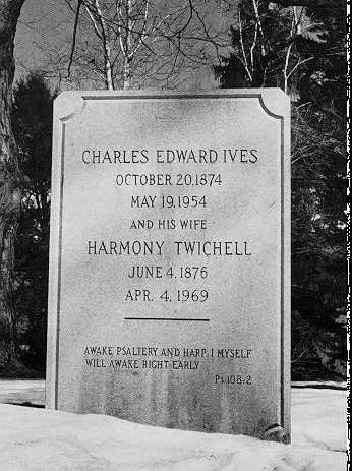 CHARLES EDWARD IVES
OCTOBER 20, 1874
MAY 19, 1954
AND HIS WIFE
HARMONY TWICHELL
JUNE 4, 1876
APR. 4, 1969
AWAKE PSALTERY AND HARP. I MYSELF
WILL AWAKE RIGHT EARLY
Ps 108:2